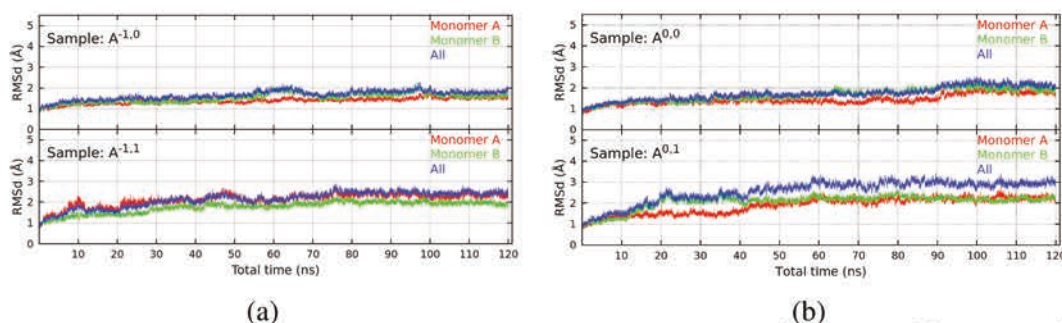 5
4
3
2
1
0
RMSd (Å)
Sample: A-1,0
Monomer A
Monomer B
All
5
4
3
2
1
0
RMSd (Å)
Sample: A-1,1
Monomer A
Monomer B
All
10 20 30 40 50 60 70 80 90 100 110 120
Total time (ns)
(a)
5
4
3
2
1
0
RMSd (Å)
Sample: A0,0
Monomer A
Monomer B
All
5
4
3
2
1
0
RMSd (Å)
Sample: A0,1
Monomer A
Monomer B
All
10 20 30 40 50 60 70 80 90 100 110 120
Total time (ns)
(b)